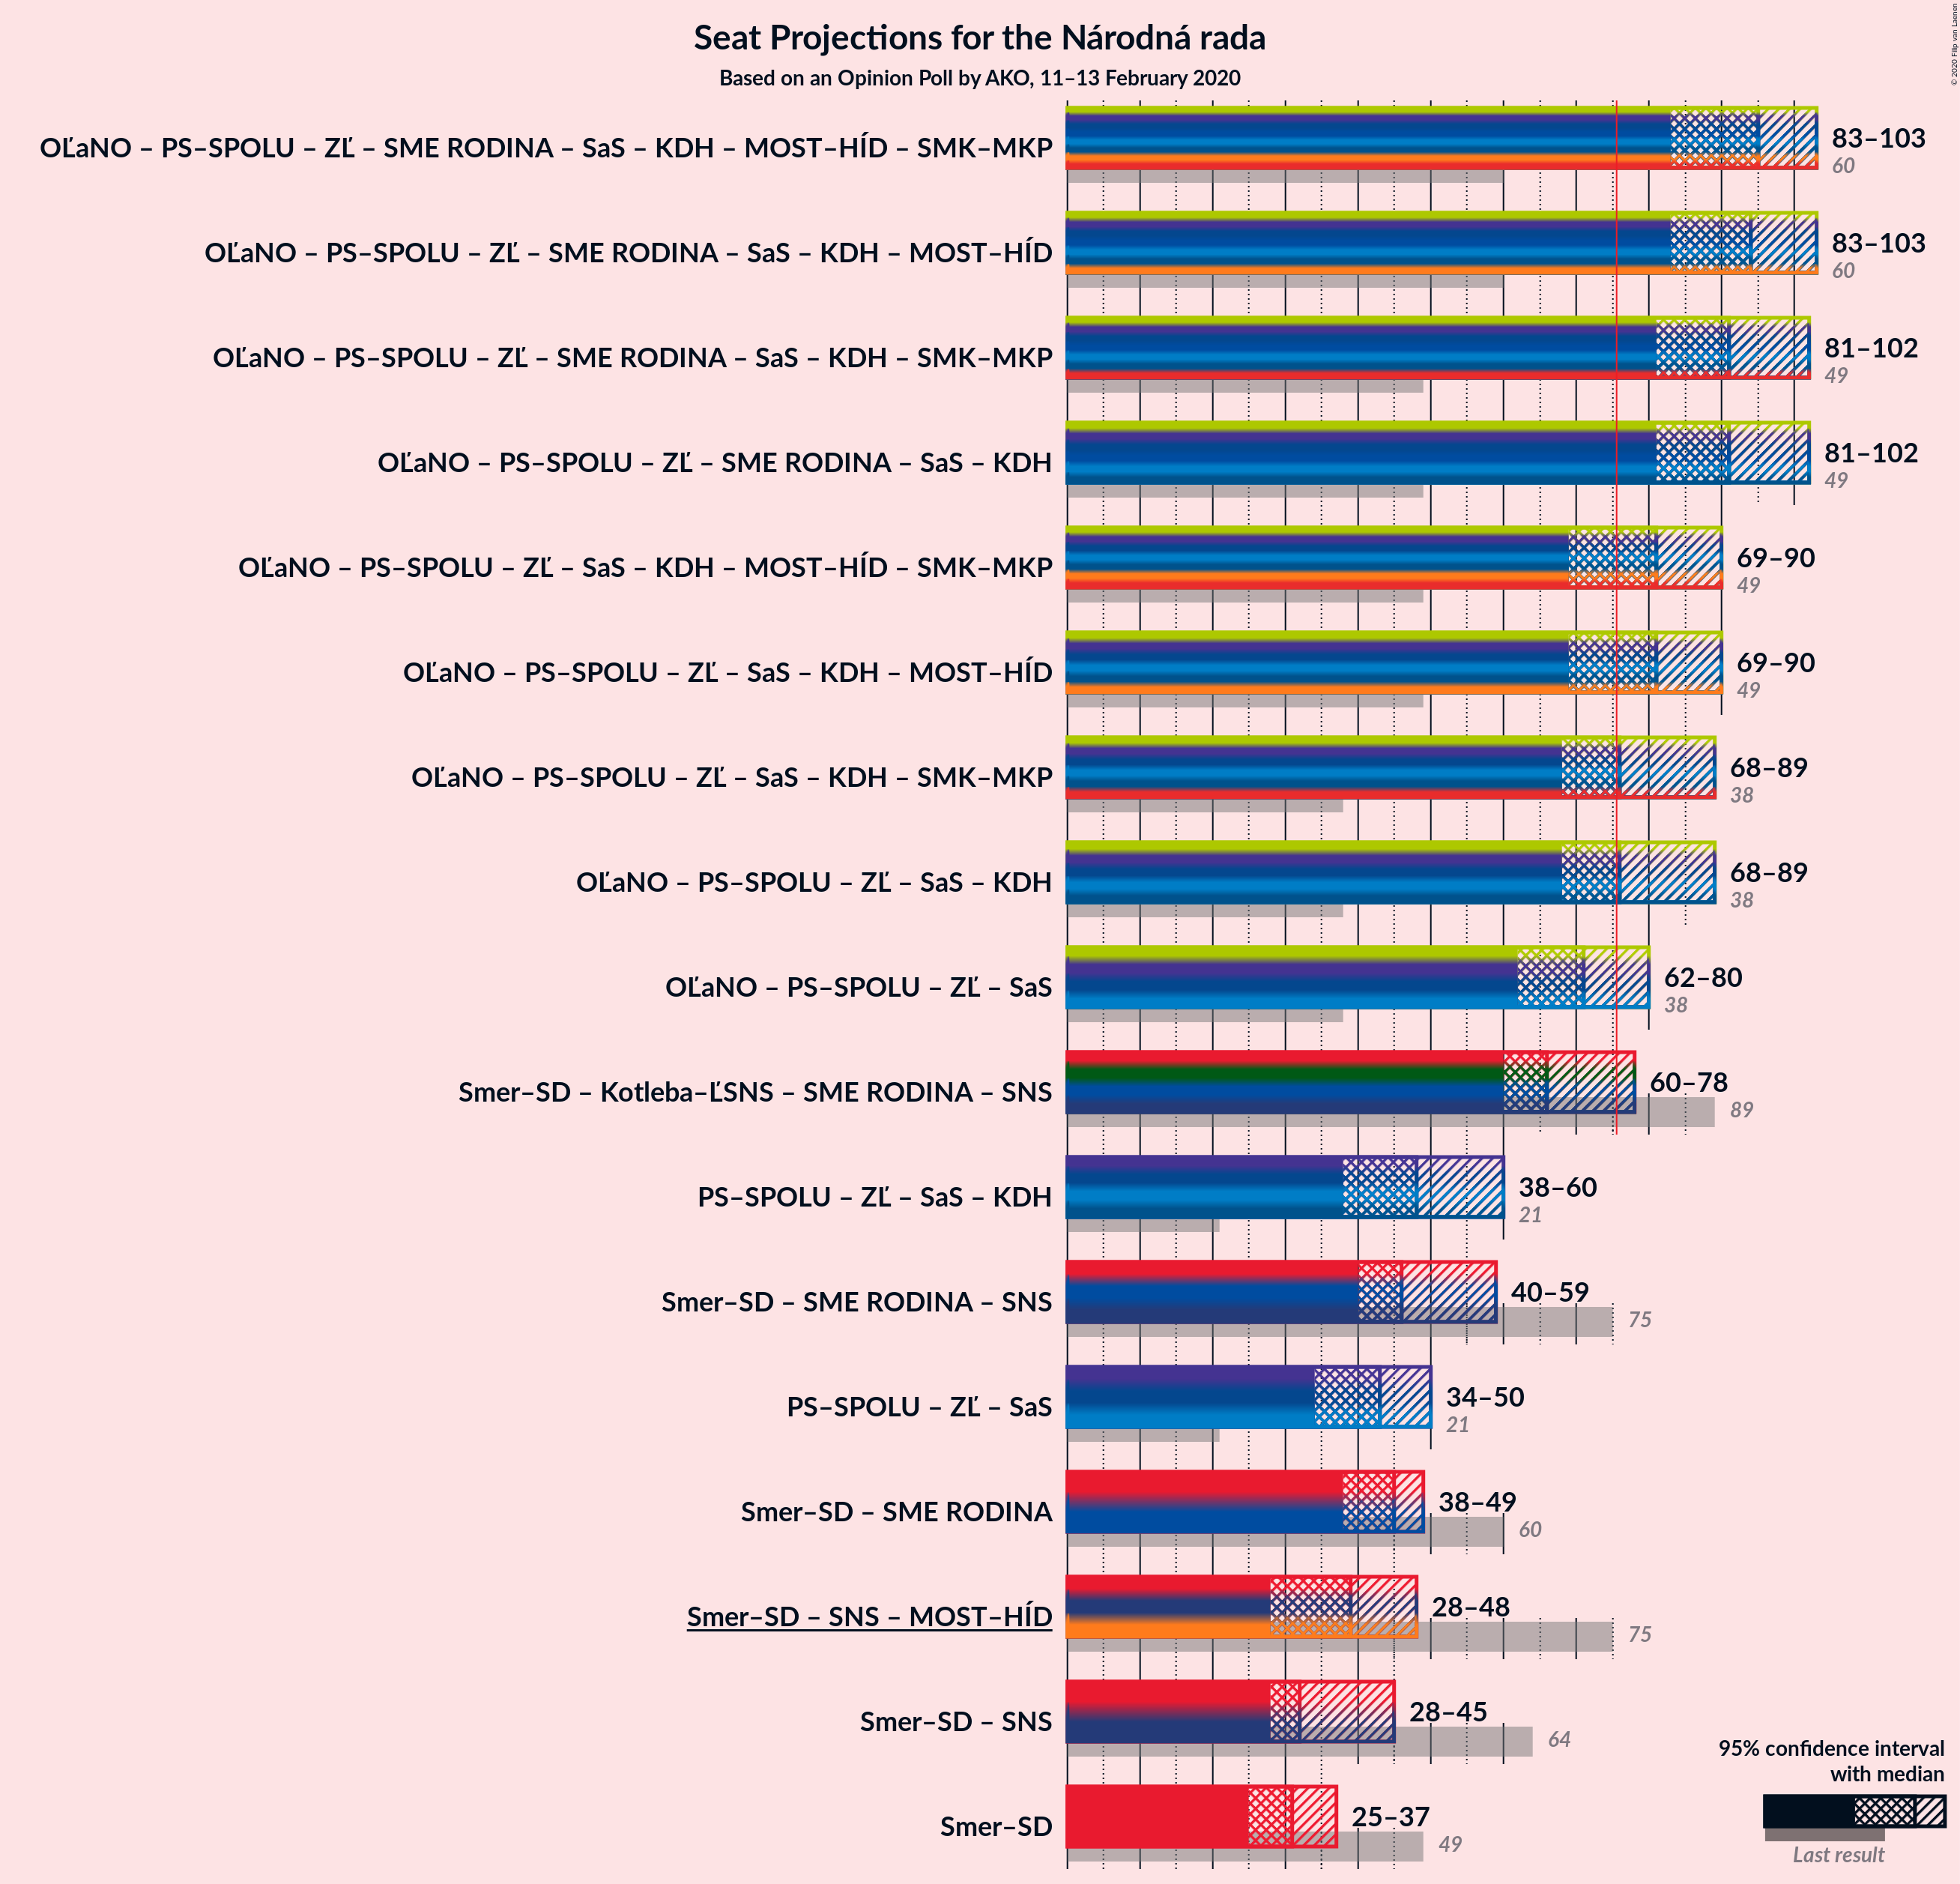 Seat Projections for the Národná rada
Based on an Opinion Poll by AKO, 11–13 February 2020
© 2020 Filip van Laenen
OĽaNO – PS–SPOLU – ZĽ – SME RODINA – SaS – KDH – MOST–HÍD – SMK–MKP
83–103
60
OĽaNO – PS–SPOLU – ZĽ – SME RODINA – SaS – KDH – MOST–HÍD
83–103
60
OĽaNO – PS–SPOLU – ZĽ – SME RODINA – SaS – KDH – SMK–MKP
81–102
49
OĽaNO – PS–SPOLU – ZĽ – SME RODINA – SaS – KDH
81–102
49
OĽaNO – PS–SPOLU – ZĽ – SaS – KDH – MOST–HÍD – SMK–MKP
69–90
49
OĽaNO – PS–SPOLU – ZĽ – SaS – KDH – MOST–HÍD
69–90
49
OĽaNO – PS–SPOLU – ZĽ – SaS – KDH – SMK–MKP
68–89
38
OĽaNO – PS–SPOLU – ZĽ – SaS – KDH
68–89
38
OĽaNO – PS–SPOLU – ZĽ – SaS
62–80
38
Smer–SD – Kotleba–ĽSNS – SME RODINA – SNS
60–78
89
PS–SPOLU – ZĽ – SaS – KDH
38–60
21
Smer–SD – SME RODINA – SNS
40–59
75
PS–SPOLU – ZĽ – SaS
34–50
21
Smer–SD – SME RODINA
38–49
60
Smer–SD – SNS – MOST–HÍD
28–48
75
Smer–SD – SNS
28–45
64
Smer–SD
25–37
49
95% confidence interval
with median
Last result